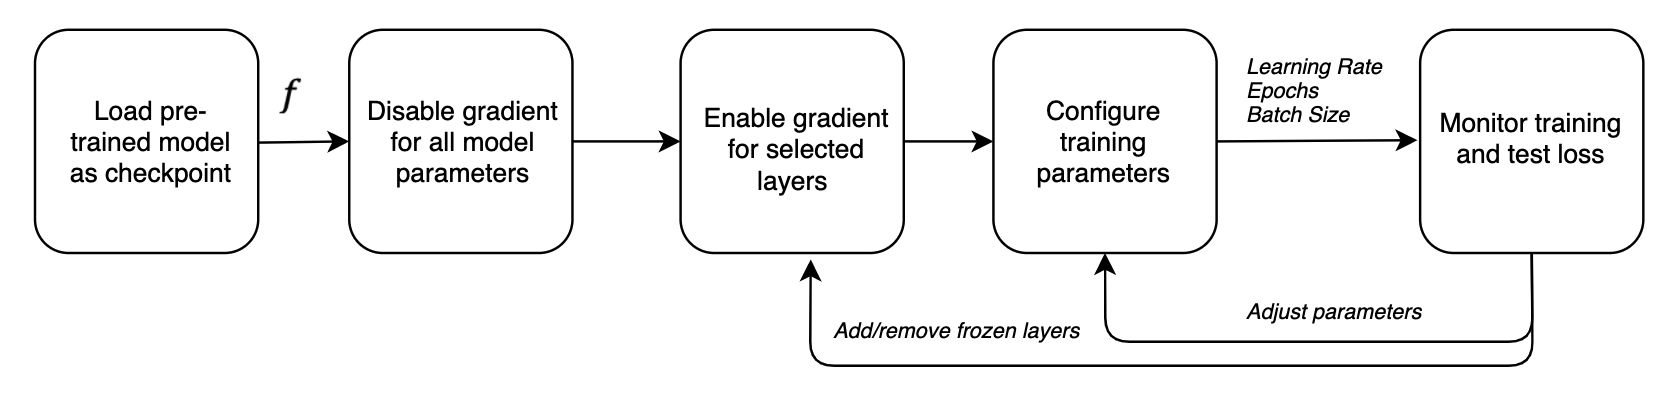 Load pre-
trained model
as checkpoint
f
Disable gradient
for all model
parameters
Enable gradient
for selected
layers
Configure
training
parameters
Learning Rate
Epochs
Batch Size
Monitor training
and test loss
Adjust parameters
Add/remove frozen layers